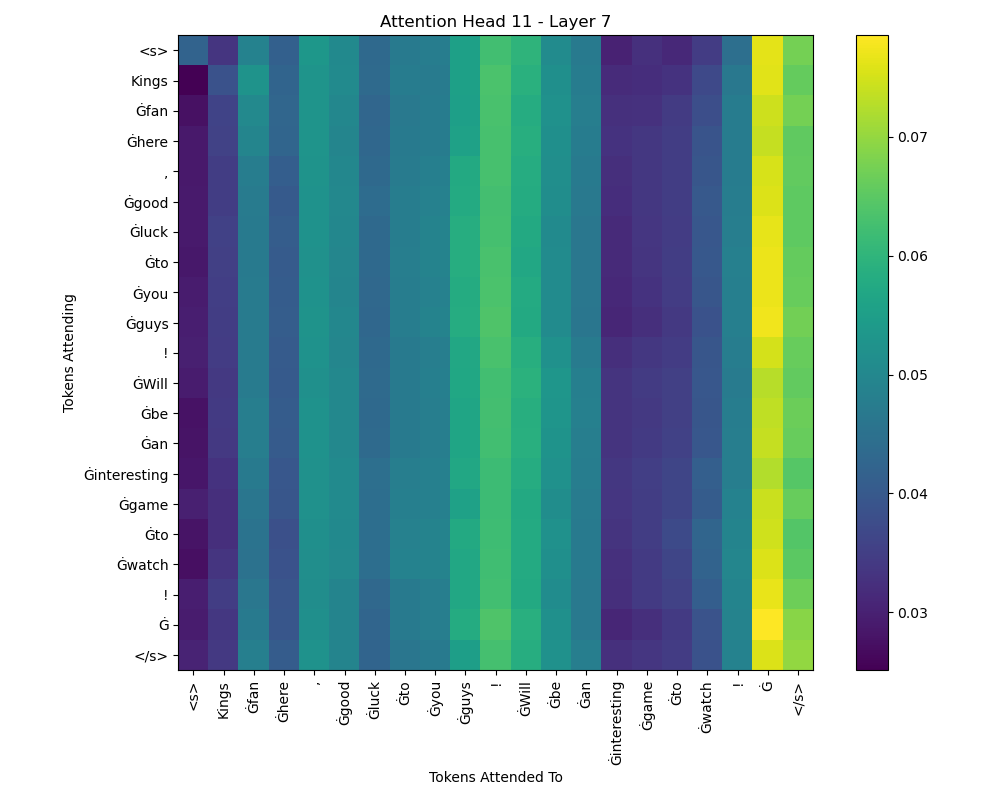 Attention Head 11 - Layer 7
<s>
Kings
Ġfan
Ġhere
,
Ġgood
Ġluck
Ġto
Ġyou
Ġguys
!
ĠWill
Ġbe
Ġan
Ġinteresting
Ġgame
Ġto
Ġwatch
!
Ġ
</s>
Tokens Attending
<s>
Kings
Ġfan
Ġhere
,
Ġgood
Ġluck
Ġto
Ġyou
Ġguys
!
ĠWill
Ġbe
Ġan
Ġinteresting
Ġgame
Ġto
Ġwatch
!
Ġ
</s>
Tokens Attended To
0.07
0.06
0.05
0.04
0.03